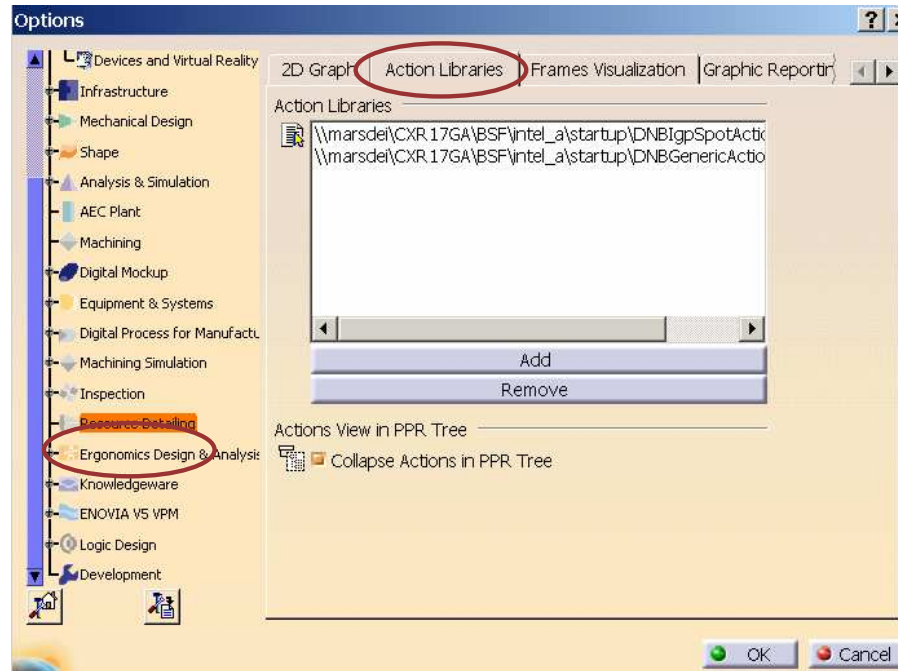 Options
?
Devices and Virtual Reality
Infrastructure
Mechanical Design
Shape
Analysis & Simulation
AEC Plant
Machining
Digital Mockup
Equipment & Systems
Digital Process for Manufactu
Machining Simulation
Inspection
Resource Detailing
Ergonomics Design & Analysis
Knowledgeware
ENOVIA V5 VPM
Logic Design
Development
2D Graph Action Libraries Frames Visualization Graphic Reportin
Action Libraries
\\marsdei\CXR17GA\BSF\intel_a\startup\DNBIgpSpotActic
\\marsdei\CXR17GA\BSF\intel_a\startup\DNBGenericActio
Add
Remove
Actions View in PPR Tree
Collapse Actions in PPR Tree
OK Cancel